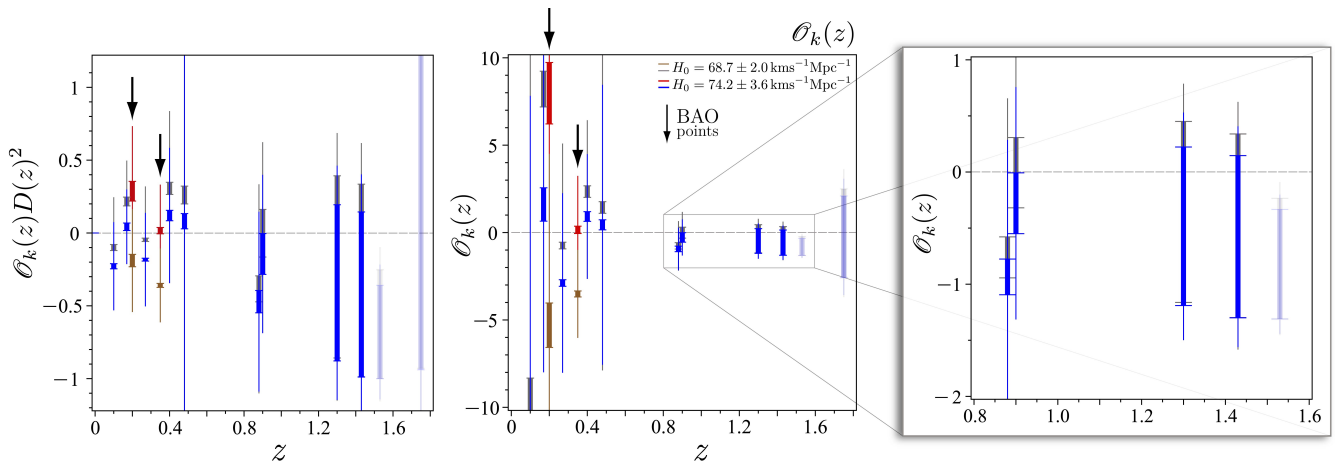 𝒪ₖ(z)D(z)²
0.5
0
−0.5
−1
0
0.4
0.8
1.2
1.6
z
𝒪ₖ(z)
𝒪ₖ(z)
10
5
0
−5
−10
H₀ = 68.7 ± 2.0 kms⁻¹Mpc⁻¹
H₀ = 74.2 ± 3.6 kms⁻¹Mpc⁻¹
BAO
points
0
0.4
0.8
1.2
1.6
z
𝒪ₖ(z)
1
0
−1
−2
0.8
1.0
1.2
1.4
1.6